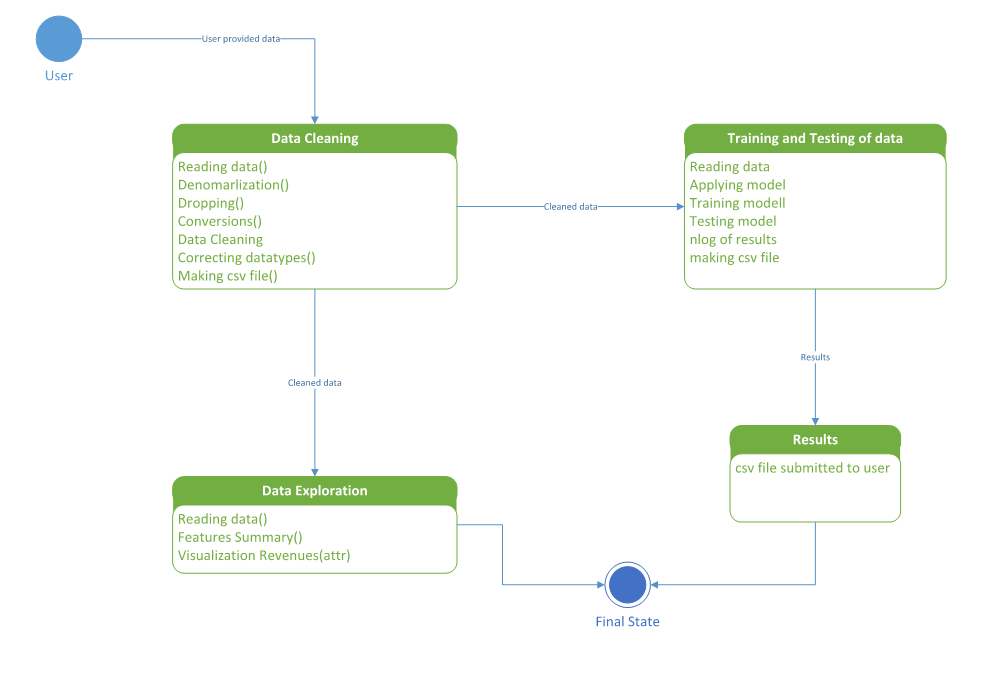 User provided data
User
Data Cleaning
Reading data()
Denomarlization()
Dropping()
Conversions()
Data Cleaning
Correcting datatypes()
Making csv file()
Cleaned data
Training and Testing of data
Reading data
Applying model
Training modell
Testing model
nlog of results
making csv file
Cleaned data
Results
Data Exploration
Reading data()
Features Summary()
Visualization Revenues(attr)
Results
csv file submitted to user
Final State